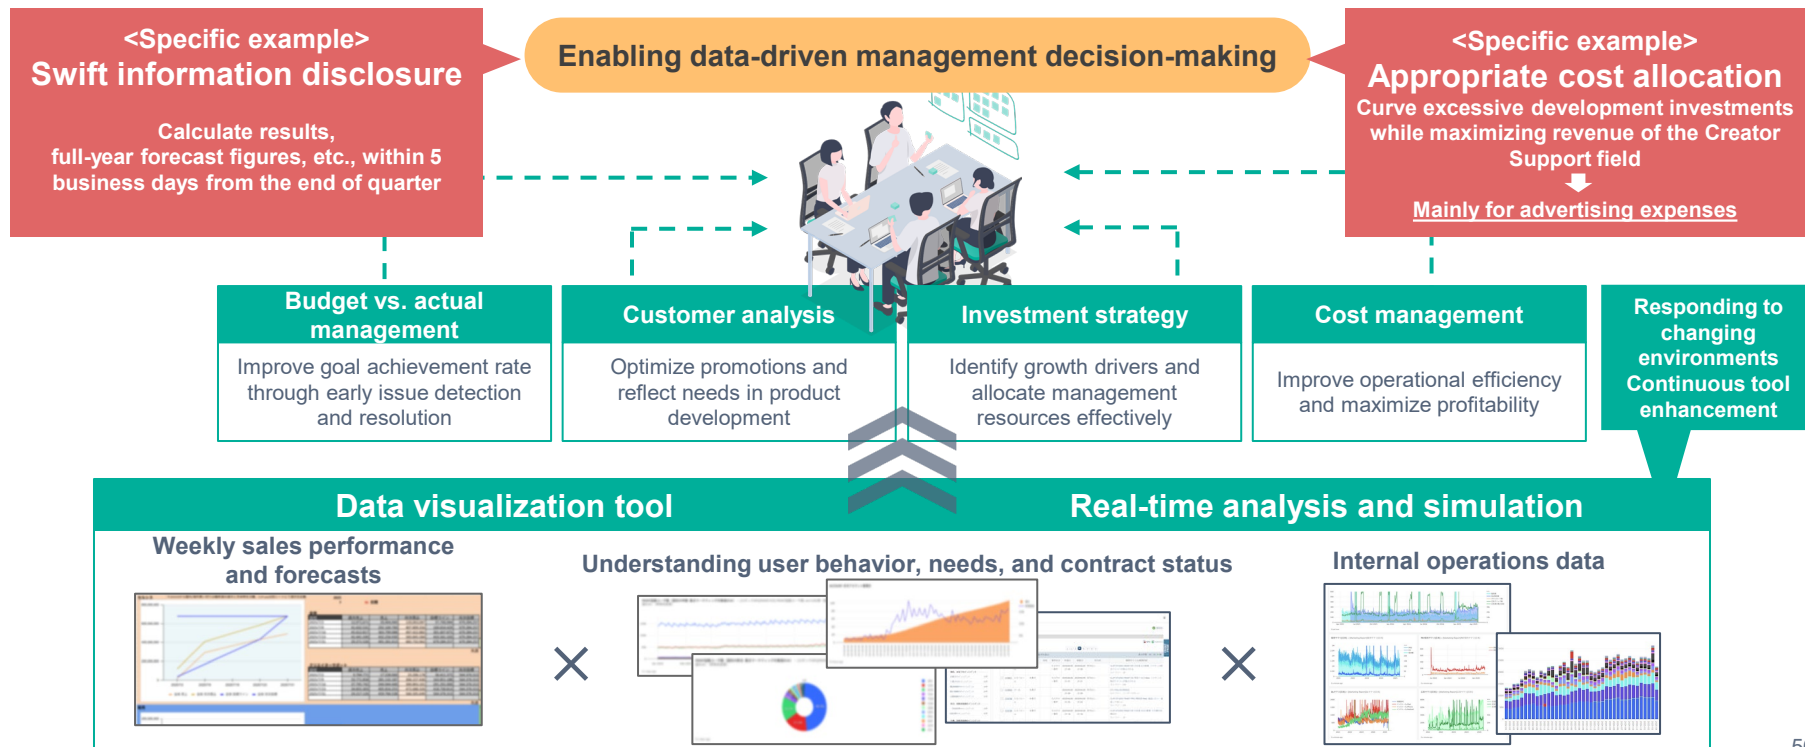 <Specific example>
Swift information disclosure
Calculate results,
full-year forecast figures, etc., within 5
business days from the end of quarter
Enabling data-driven management decision-making
<Specific example>
Appropriate cost allocation
Curve excessive development investments
while maximizing revenue of the Creator
Support field
Mainly for advertising expenses
Budget vs. actual
management
Improve goal achievement rate
through early issue detection
and resolution
Customer analysis
Optimize promotions and
reflect needs in product
development
Investment strategy
Identify growth drivers and
allocate management
resources effectively
Cost management
Improve operational efficiency
and maximize profitability
Responding to
changing
environments
Continuous tool
enhancement
Data visualization tool
Real-time analysis and simulation
Weekly sales performance
and forecasts
Understanding user behavior, needs, and contract status
Internal operations data